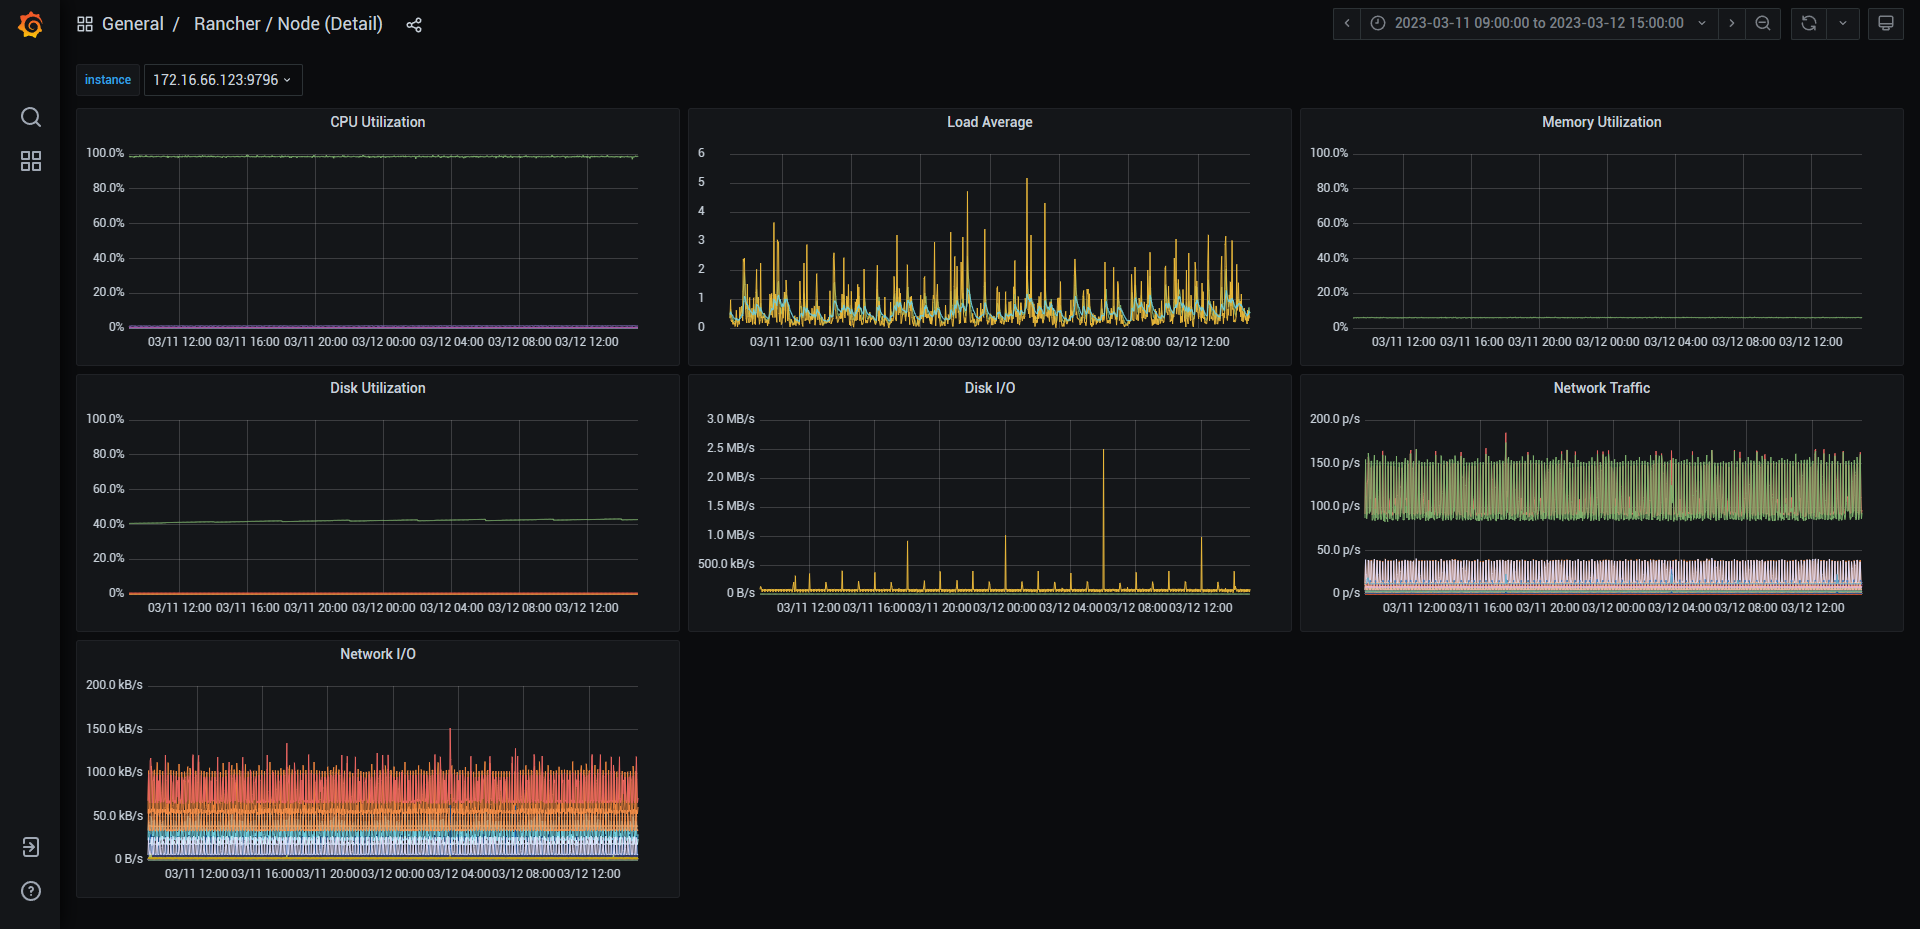 General / Rancher / Node (Detail)
2023-03-11 09:00:00 to 2023-03-12 15:00:00
instance
172.16.66.123:9796
CPU Utilization
100.0%
80.0%
60.0%
40.0%
20.0%
0%
03/11 12:00 03/11 16:00 03/11 20:00 03/12 00:00 03/12 04:00 03/12 08:00 03/12 12:00
Load Average
6
5
4
3
2
1
0
03/11 12:00 03/11 16:00 03/11 20:00 03/12 00:00 03/12 04:00 03/12 08:00 03/12 12:00
Memory Utilization
100.0%
80.0%
60.0%
40.0%
20.0%
0%
03/11 12:00 03/11 16:00 03/11 20:00 03/12 00:00 03/12 04:00 03/12 08:00 03/12 12:00
Disk Utilization
100.0%
80.0%
60.0%
40.0%
20.0%
0%
03/11 12:00 03/11 16:00 03/11 20:00 03/12 00:00 03/12 04:00 03/12 08:00 03/12 12:00
Disk I/O
3.0 MB/s
2.5 MB/s
2.0 MB/s
1.5 MB/s
1.0 MB/s
500.0 kB/s
0 B/s
03/11 12:00 03/11 16:00 03/11 20:00 03/12 00:00 03/12 04:00 03/12 08:00 03/12 12:00
Network Traffic
200.0 p/s
150.0 p/s
100.0 p/s
50.0 p/s
0 p/s
03/11 12:00 03/11 16:00 03/11 20:00 03/12 00:00 03/12 04:00 03/12 08:00 03/12 12:00
Network I/O
200.0 kB/s
150.0 kB/s
100.0 kB/s
50.0 kB/s
0 B/s
03/11 12:00 03/11 16:00 03/11 20:00 03/12 00:00 03/12 04:00 03/12 08:00 03/12 12:00